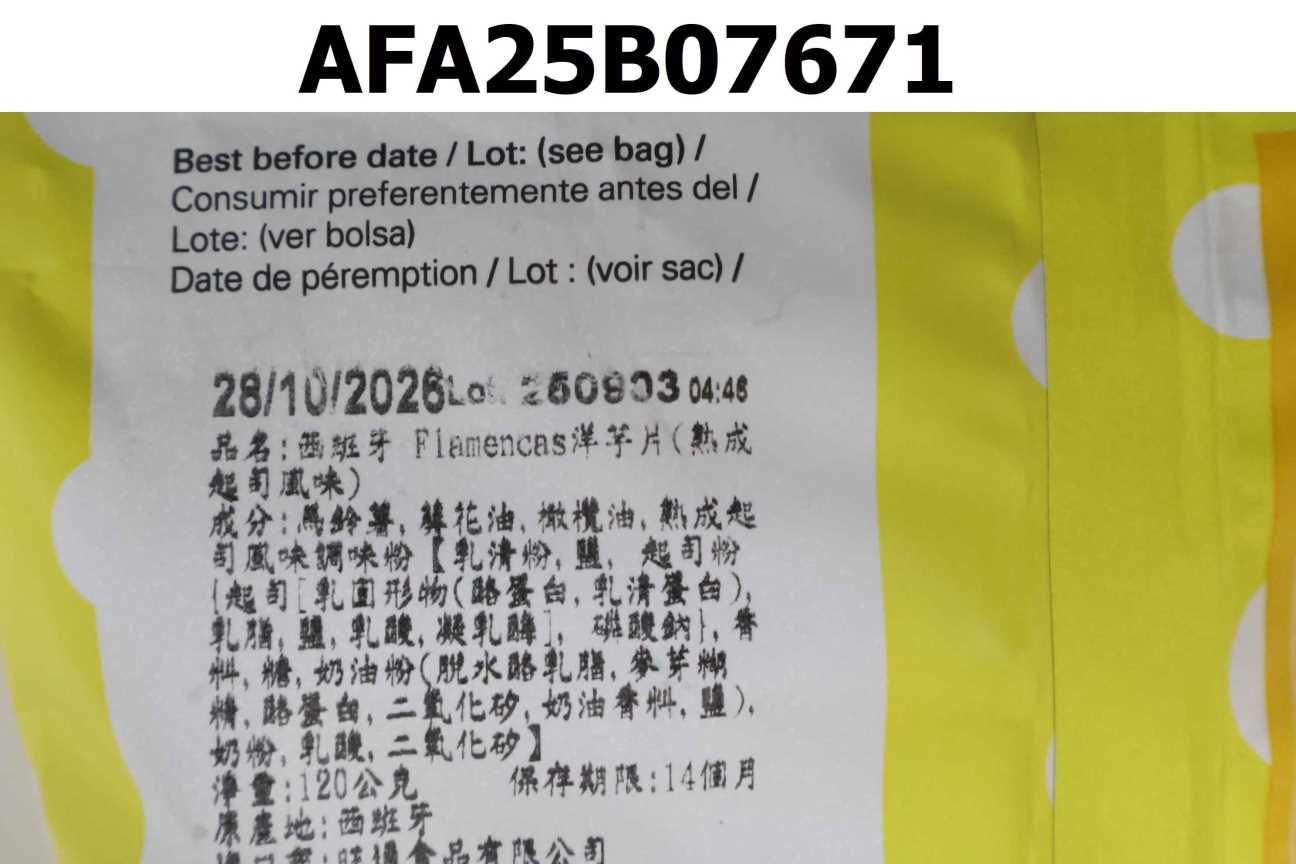 AFA25B07671
Best before date / Lot: (see bag) /
Consumir preferentemente antes del /
Lote: (ver bolsa)
Date de péremption / Lot : (voir sac) /
28/10/2026 Lot: 250903 04:46
品名:西班牙 Flamencas洋芋片(熟成
起司風味)
成分:馬鈴薯,葵花油,橄欖油,熟成起
司風味調味粉【乳清粉,鹽, 起司粉
{起司[乳固形物(酪蛋白,乳清蛋白),
乳脂,鹽,乳酸,凝乳酶], 磷酸鈉},香
料,糖,奶油粉(脫水酪乳脂,麥芽糊
精,酪蛋白,二氧化矽,奶油香料,鹽),
奶粉,乳酸,二氧化矽】
淨重:120公克 保存期限:14個月
原產地:西班牙
食品有限公司